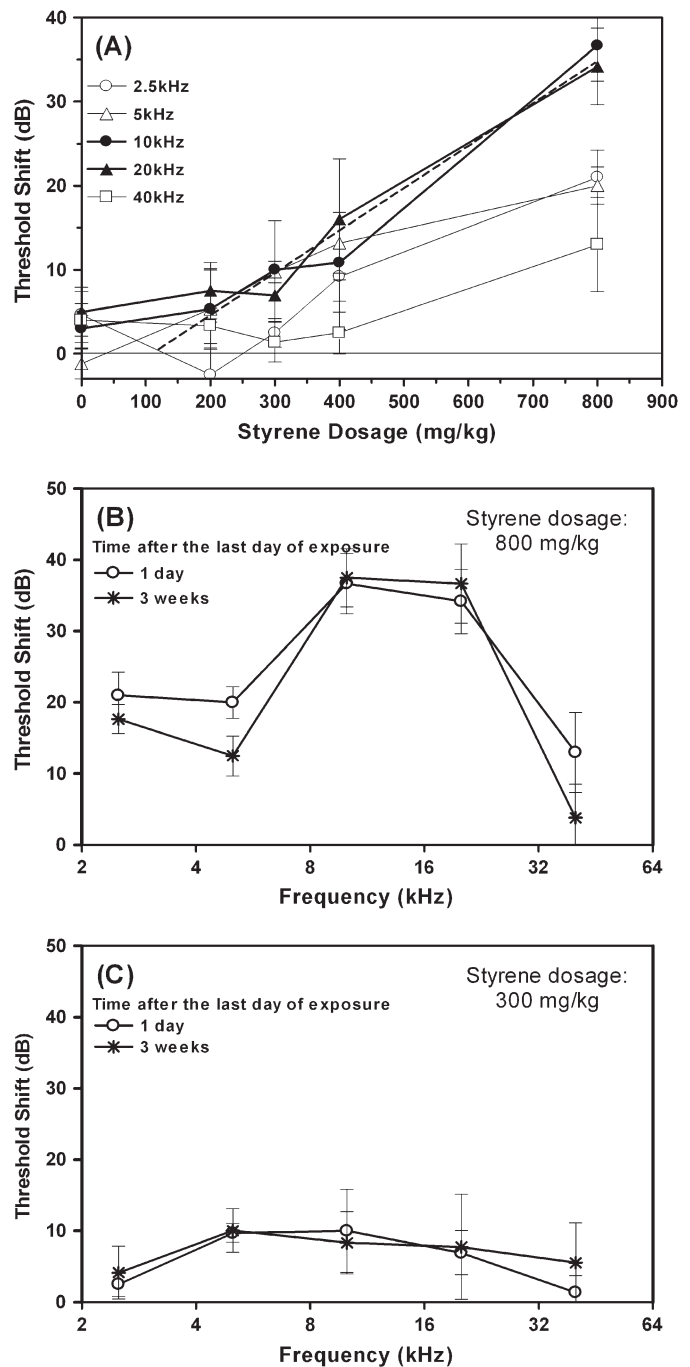 (A)
2.5kHz
5kHz
10kHz
20kHz
40kHz
Threshold Shift (dB)
40
30
20
10
0
0 100 200 300 400 500 600 700 800 900
Styrene Dosage (mg/kg)
(B)
Styrene dosage:
800 mg/kg
Time after the last day of exposure
1 day
3 weeks
Threshold Shift (dB)
50
40
30
20
10
0
2 4 8 16 32 64
Frequency (kHz)
(C)
Styrene dosage:
300 mg/kg
Time after the last day of exposure
1 day
3 weeks
Threshold Shift (dB)
50
40
30
20
10
0
2 4 8 16 32 64
Frequency (kHz)